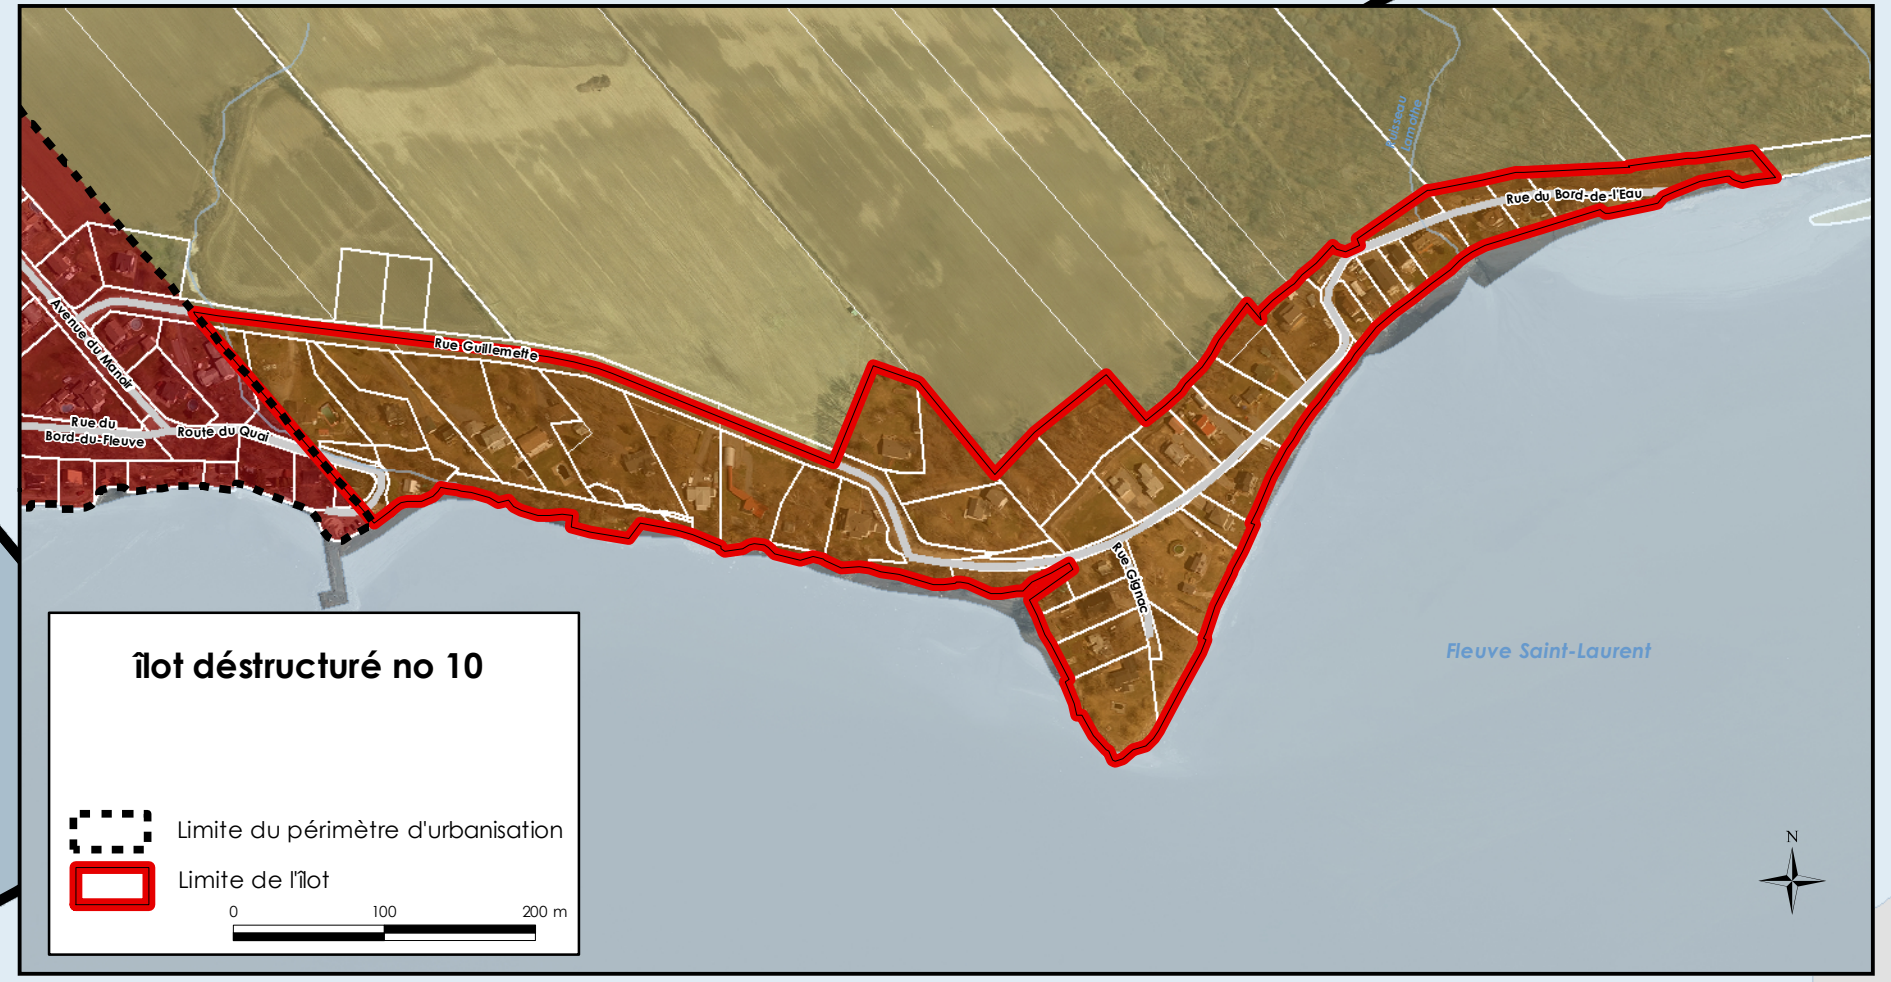 Ruisseau
Lamothe
Rue du Bord-de-l'Eau
Avenue du Manoir
Rue Guillemette
Rue du
Bord-du-Fleuve
Route du Quai
Rue Gignac
Fleuve Saint-Laurent
îlot déstructuré no 10
Limite du périmètre d'urbanisation
Limite de l'îlot
0 100 200 m
N